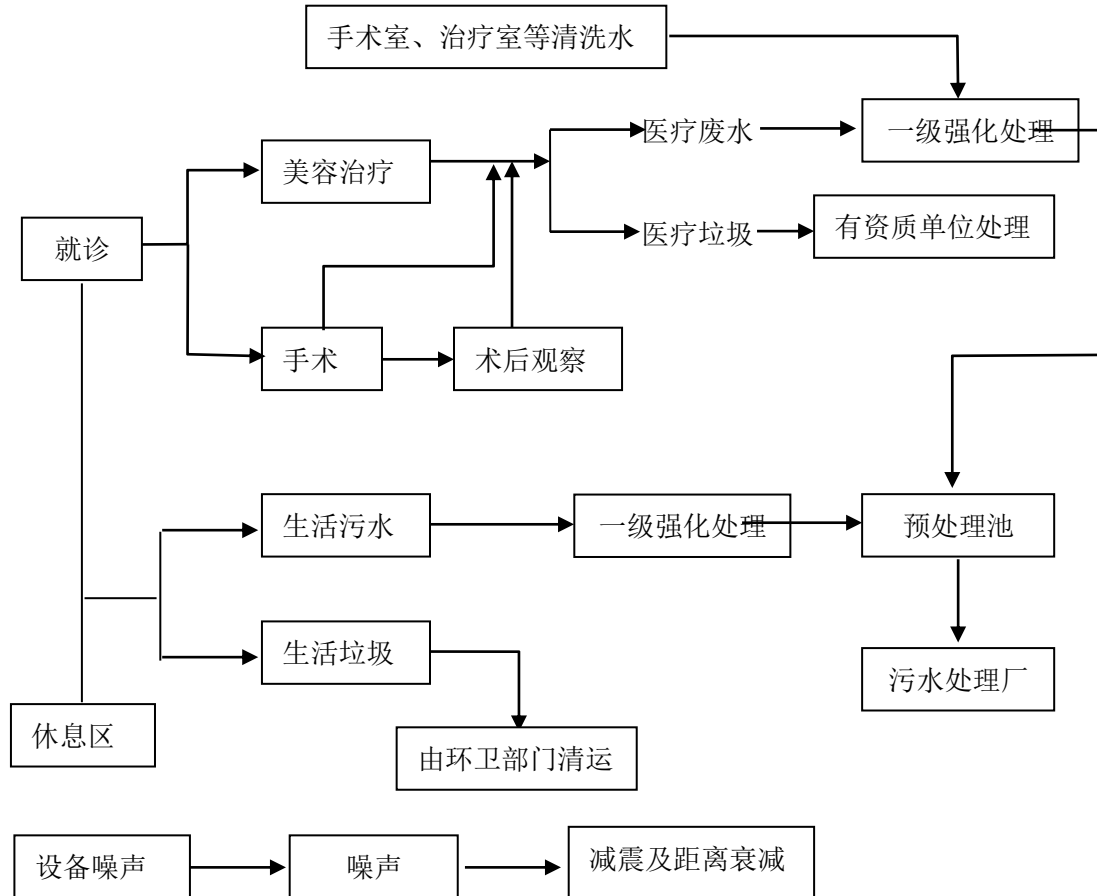 手术室、治疗室等清洗水
医疗废水
一级强化处理
美容治疗
就诊
医疗垃圾
有资质单位处理
手术
术后观察
生活污水
一级强化处理
预处理池
生活垃圾
污水处理厂
休息区
由环卫部门清运
设备噪声
噪声
减震及距离衰减